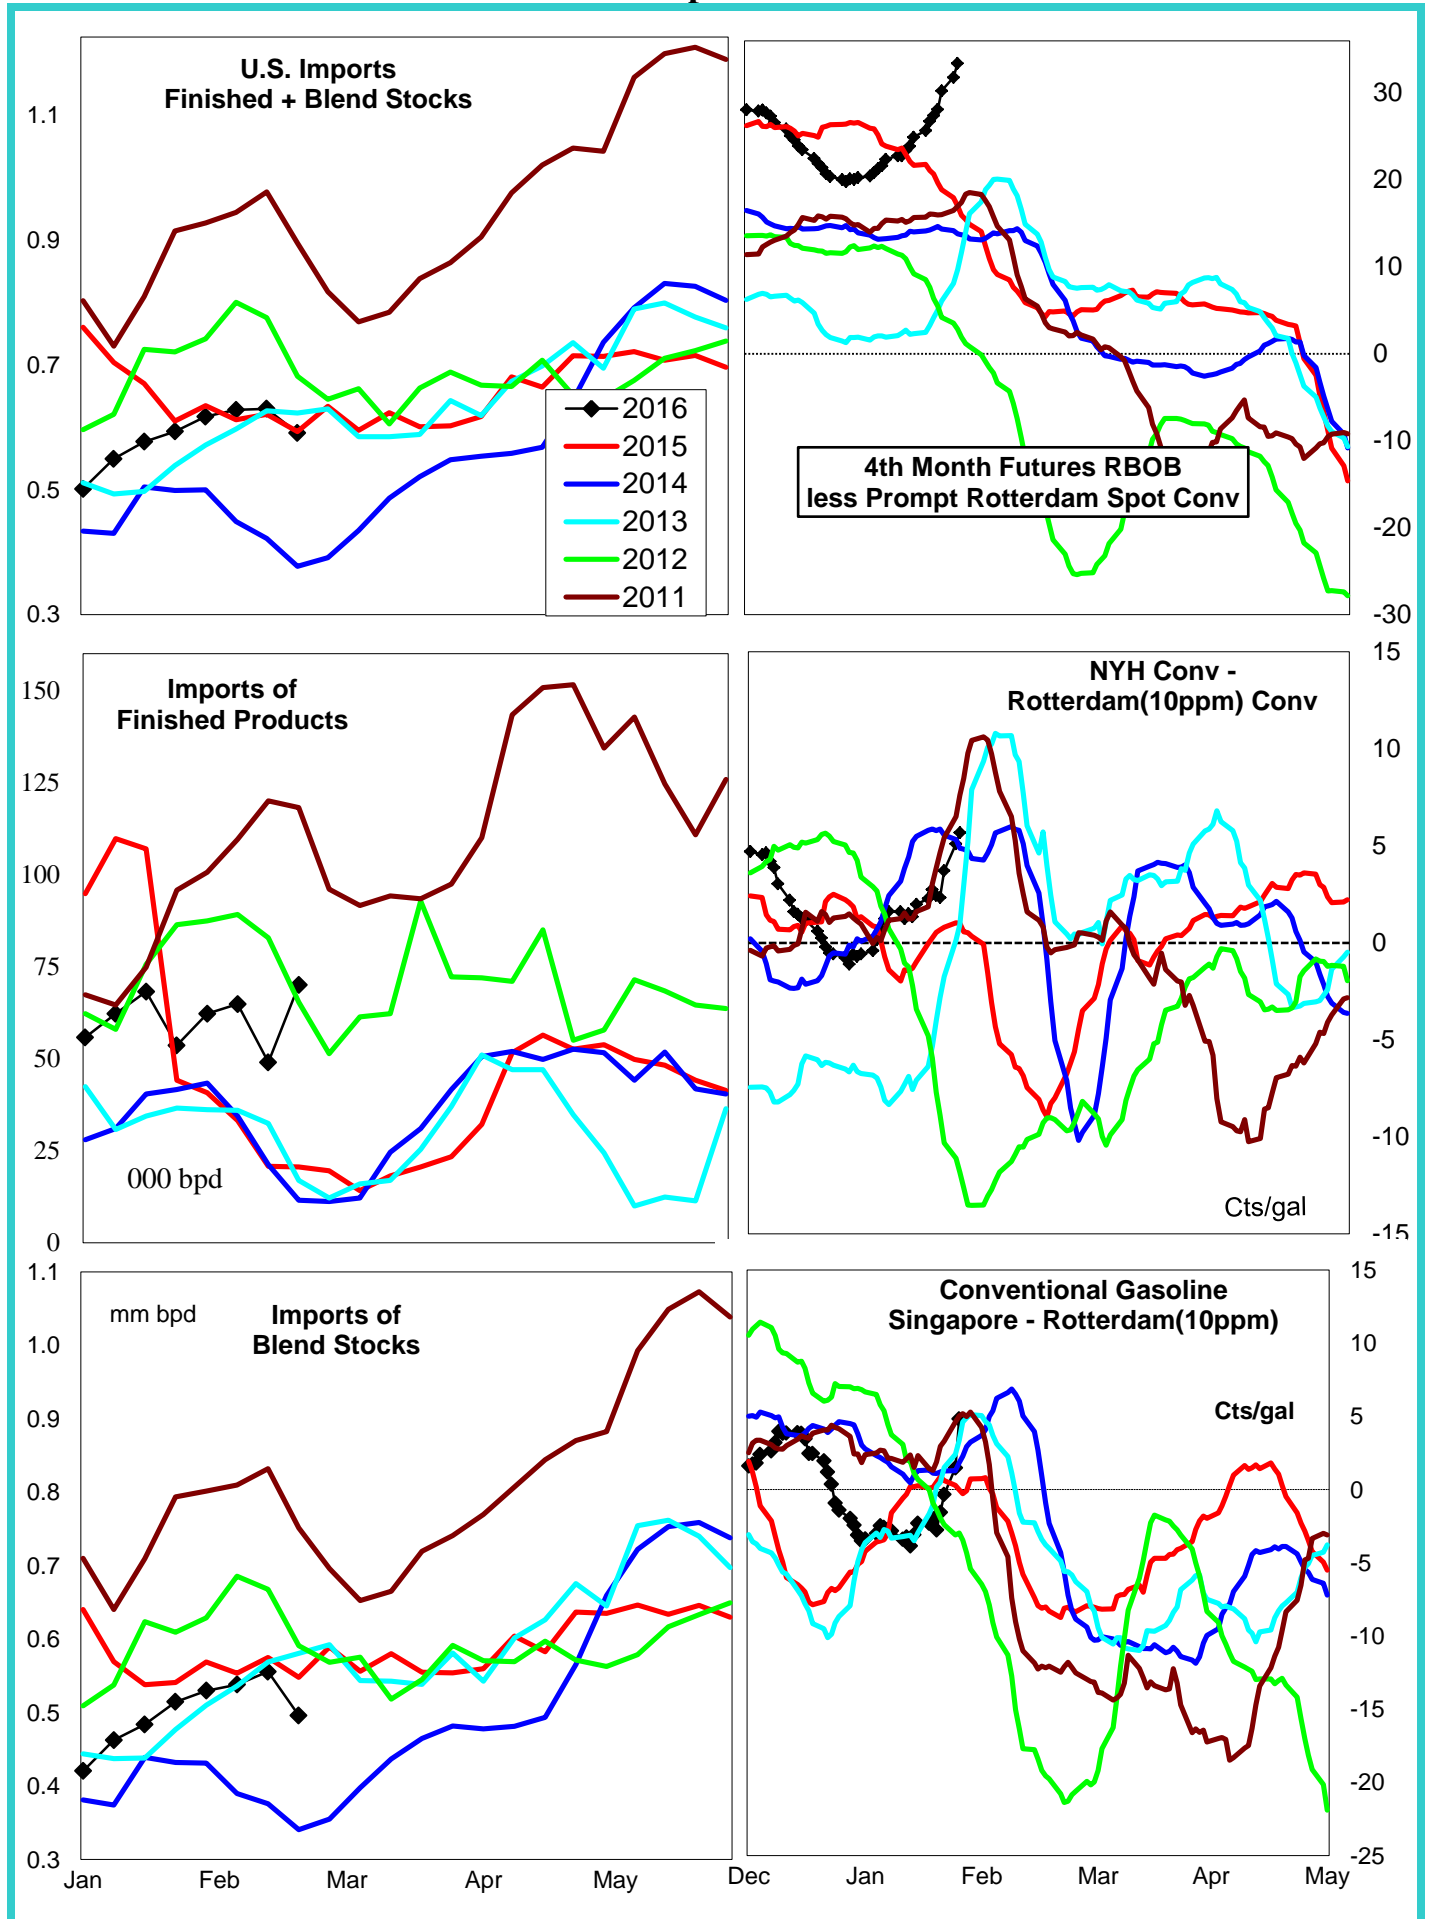 U.S. Imports
Finished + Blend Stocks
1.1
0.9
0.7
0.5
0.3
2016
2015
2014
2013
2012
2011
30
20
10
0
-10
-20
-30
4th Month Futures RBOB
less Prompt Rotterdam Spot Conv
Imports of
Finished Products
150
125
100
75
50
25
0
000 bpd
NYH Conv -
Rotterdam(10ppm) Conv
15
10
5
0
-5
-10
-15
Cts/gal
1.1
1.0
0.9
0.8
0.7
0.6
0.5
0.4
0.3
mm bpd
Imports of
Blend Stocks
Jan Feb Mar Apr May
Conventional Gasoline
Singapore - Rotterdam(10ppm)
Cts/gal
15
10
5
0
-5
-10
-15
-20
-25
Dec Jan Feb Mar Apr May